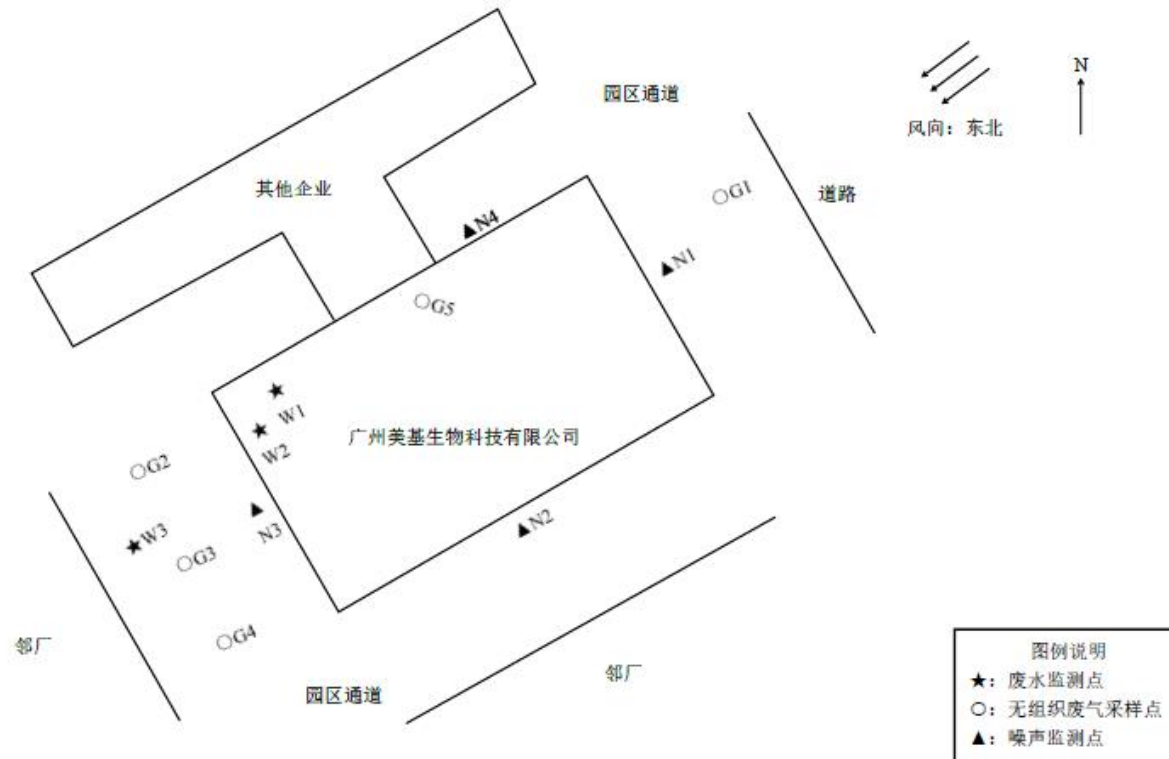 园区通道
N
风向：东北
其他企业
G1
道路
N4
N1
G5
W1
广州美基生物科技有限公司
W2
G2
N3
N2
W3
G3
G4
邻厂
邻厂
园区通道
图例说明
★：废水监测点
○：无组织废气采样点
▲：噪声监测点